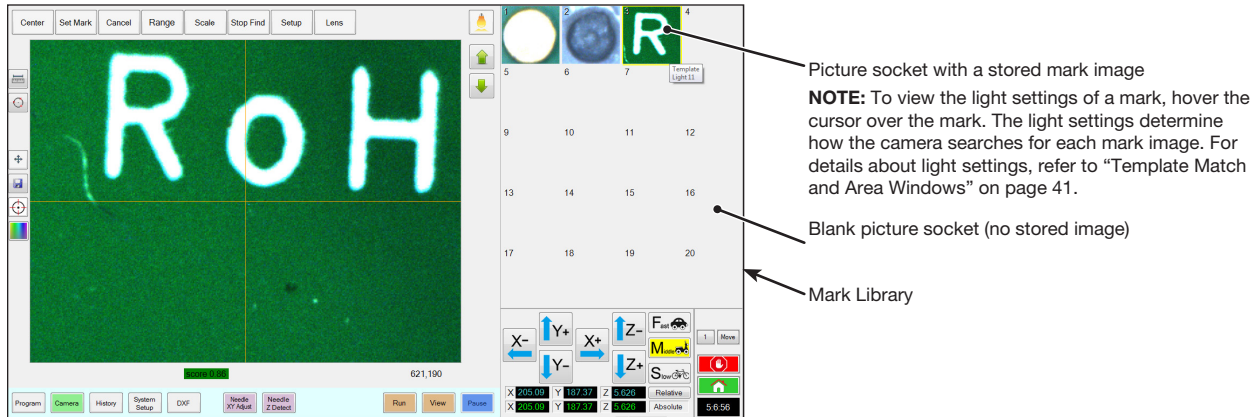 Center Set Mark Cancel Range Scale Stop Find Setup Lens
RoH
score 0.86
621,190
Program Camera History System Setup DXF Needle XY Adjust Needle Z Detect Run View Pause
1 2 3 4
R
Template
Light 11
5 6 7
9 10 11 12
13 14 15 16
17 18 19 20
X- Y+ X+ Z- Fast
Y- Z+ Middle
Slow
1 Move
X 205.09 Y 187.37 Z 5.626 Relative
X 205.09 Y 187.37 Z 5.626 Absolute
5:6:56
Picture socket with a stored mark image
NOTE: To view the light settings of a mark, hover the
cursor over the mark. The light settings determine
how the camera searches for each mark image. For
details about light settings, refer to “Template Match
and Area Windows” on page 41.
Blank picture socket (no stored image)
Mark Library